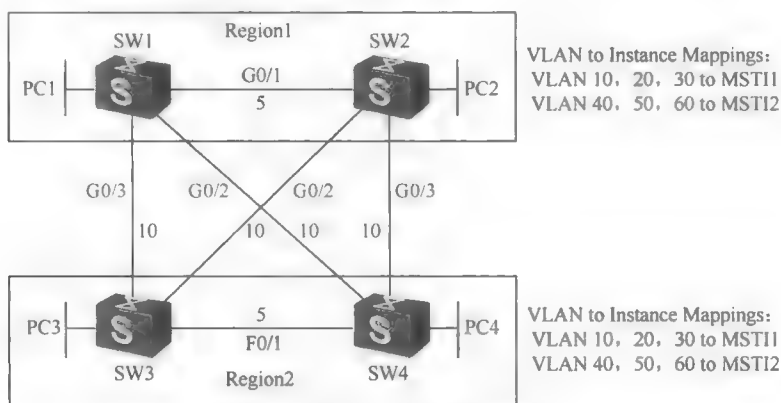 Region1
SW1
SW2
PC1
G0/1
5
PC2
VLAN to Instance Mappings:
VLAN 10, 20, 30 to MSTI1
VLAN 40, 50, 60 to MSTI2
G0/3
G0/2
G0/2
G0/3
10
10
10
10
PC3
5
F0/1
PC4
SW3
Region2
SW4
VLAN to Instance Mappings:
VLAN 10, 20, 30 to MSTI1
VLAN 40, 50, 60 to MSTI2